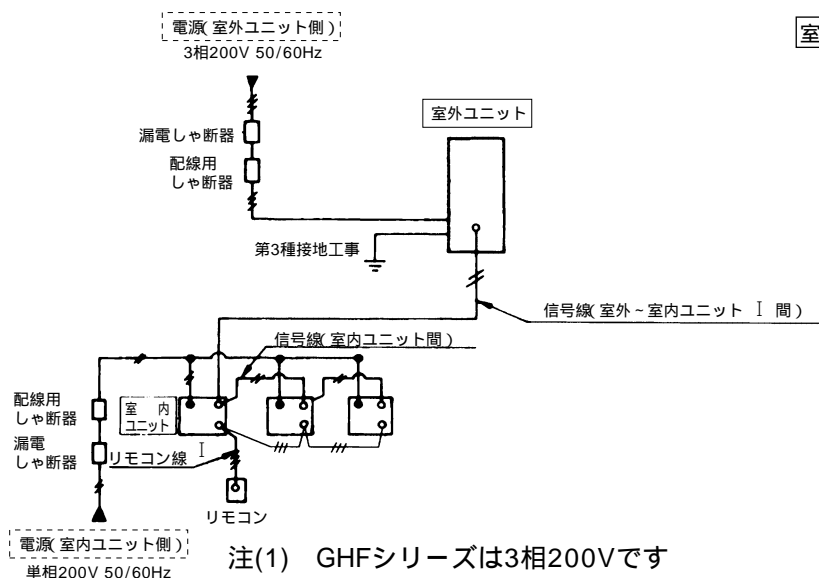 電源(室外ユニット側)
3相200V 50/60Hz
室
室外ユニット
漏電しゃ断器
配線用
しゃ断器
第3種接地工事
信号線(室外~室内ユニット I 間)
信号線(室内ユニット間)
配線用
しゃ断器
室 内
ユニット
漏電
しゃ断器
リモコン線 I
リモコン
電源(室内ユニット側)
単相200V 50/60Hz
注(1) GHFシリーズは3相200Vです